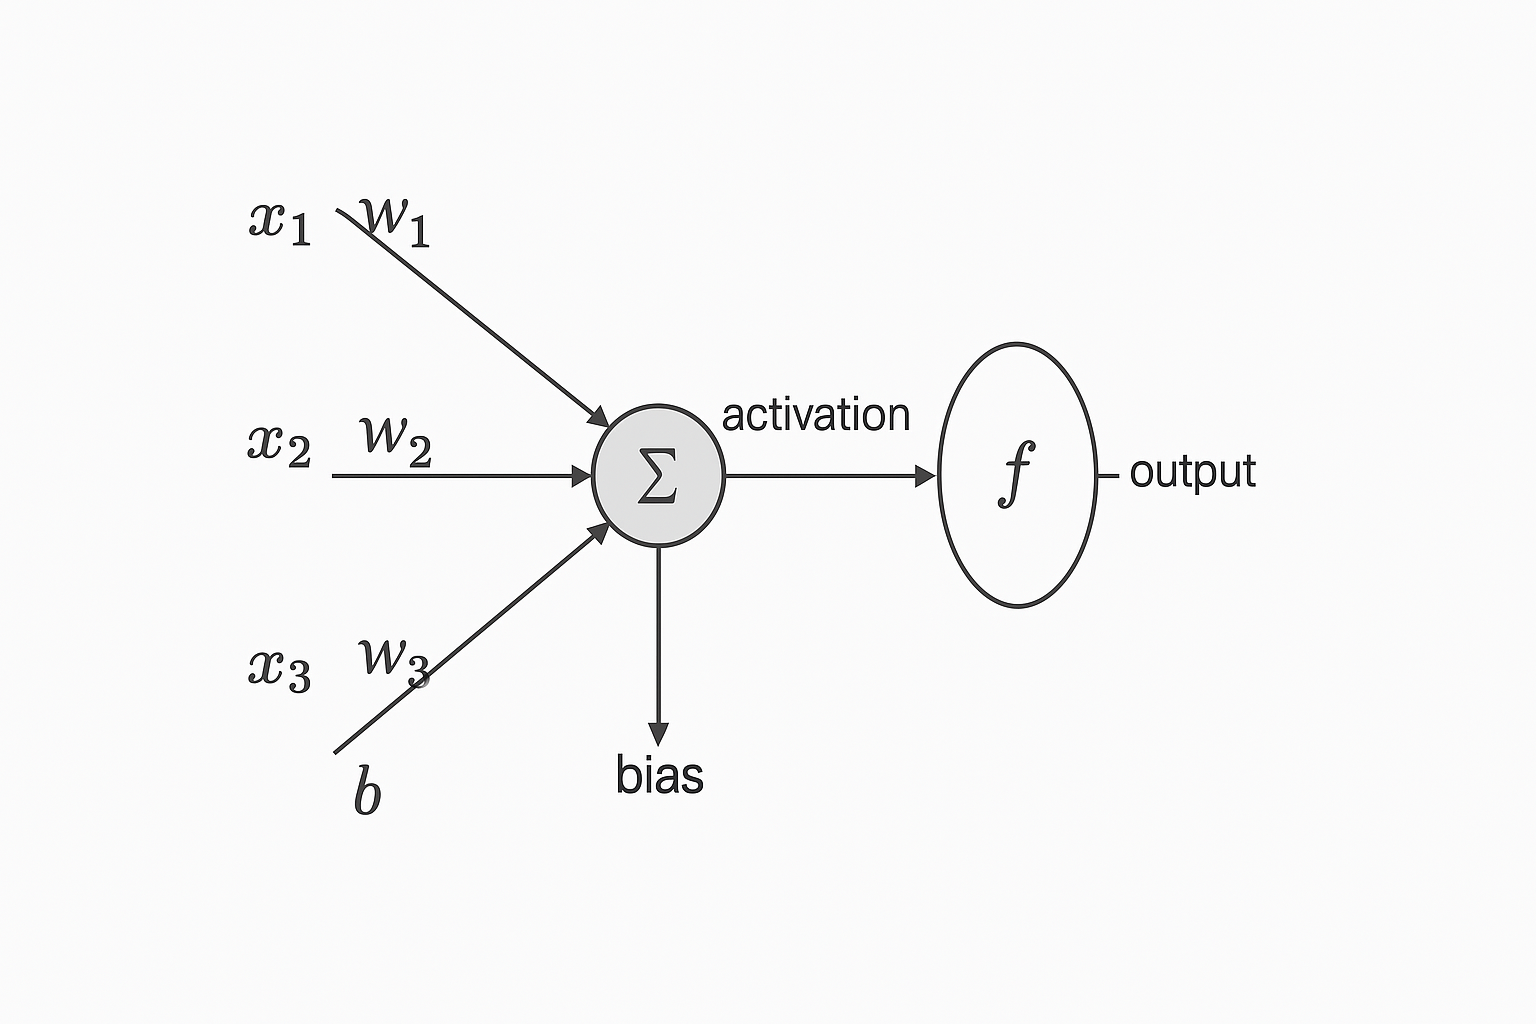 x₁ w₁
activation
x₂ w₂
Σ
f
output
x₃ w₃
bias
b